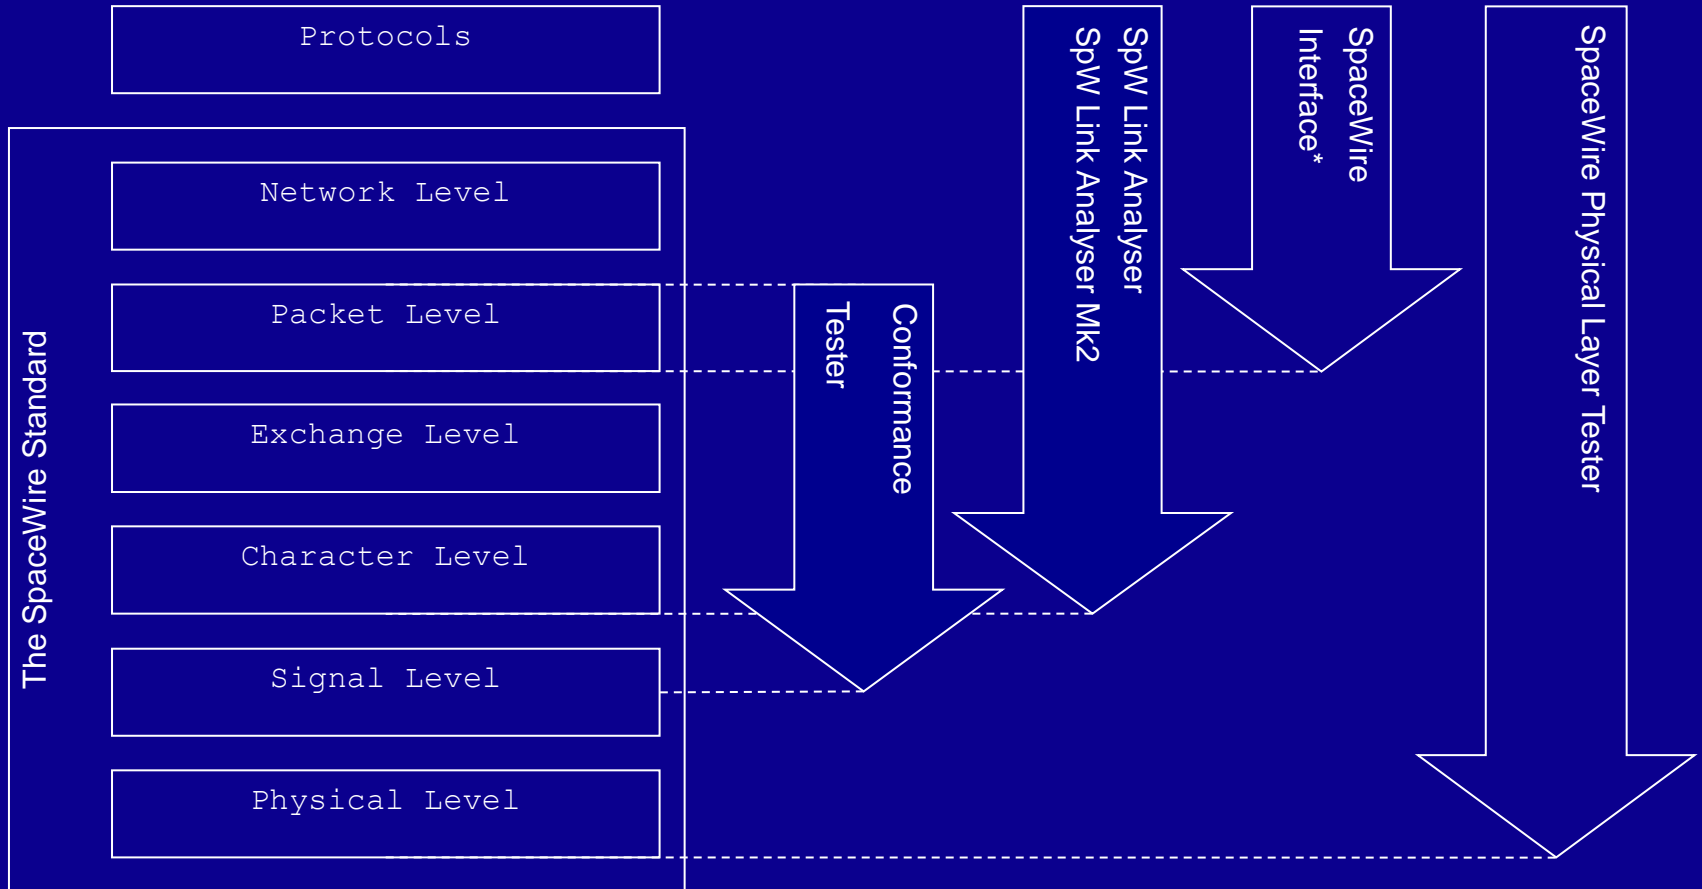 Protocols
Network Level
Packet Level
Exchange Level
Character Level
Signal Level
Physical Level
The SpaceWire Standard
Conformance
Tester
SpW Link Analyser
SpW Link Analyser Mk2
SpaceWire
Interface*
SpaceWire Physical Layer Tester